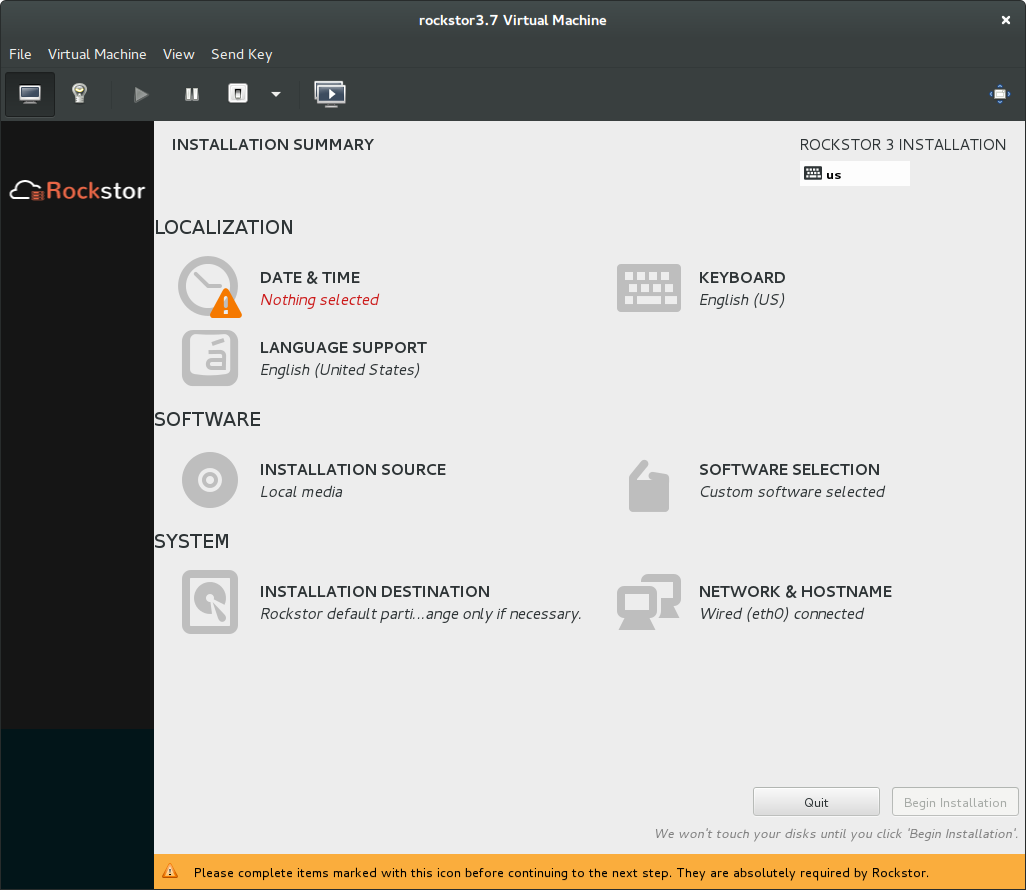 rockstor3.7 Virtual Machine
File Virtual Machine View Send Key
Rockstor
INSTALLATION SUMMARY
ROCKSTOR 3 INSTALLATION
us
LOCALIZATION
DATE & TIME
Nothing selected
KEYBOARD
English (US)
á
LANGUAGE SUPPORT
English (United States)
SOFTWARE
INSTALLATION SOURCE
Local media
SOFTWARE SELECTION
Custom software selected
SYSTEM
INSTALLATION DESTINATION
Rockstor default parti...ange only if necessary.
NETWORK & HOSTNAME
Wired (eth0) connected
Quit
Begin Installation
We won't touch your disks until you click 'Begin Installation'.
Please complete items marked with this icon before continuing to the next step. They are absolutely required by Rockstor.